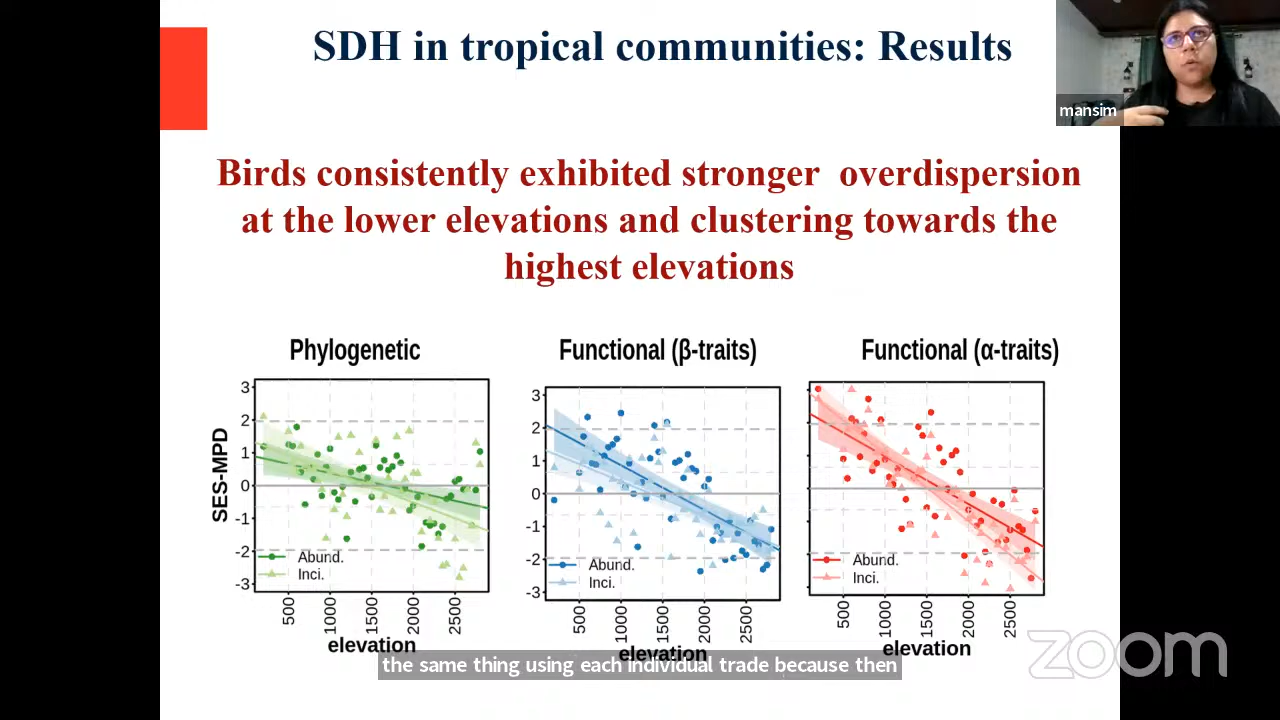 SDH in tropical communities: Results
mansim
Birds consistently exhibited stronger overdispersion
at the lower elevations and clustering towards the
highest elevations
Phylogenetic
Functional (β-traits)
Functional (α-traits)
SES-MPD
3
2
1
0
-1
-2
-3
Abund.
Inci.
500
1000
1500
2000
2500
elevation
3
2
1
0
-1
-2
-3
Abund.
Inci.
500
1000
1500
2000
2500
elevation
Abund.
Inci.
500
1000
1500
2000
2500
elevation
the same thing using each individual trade because then
zoom